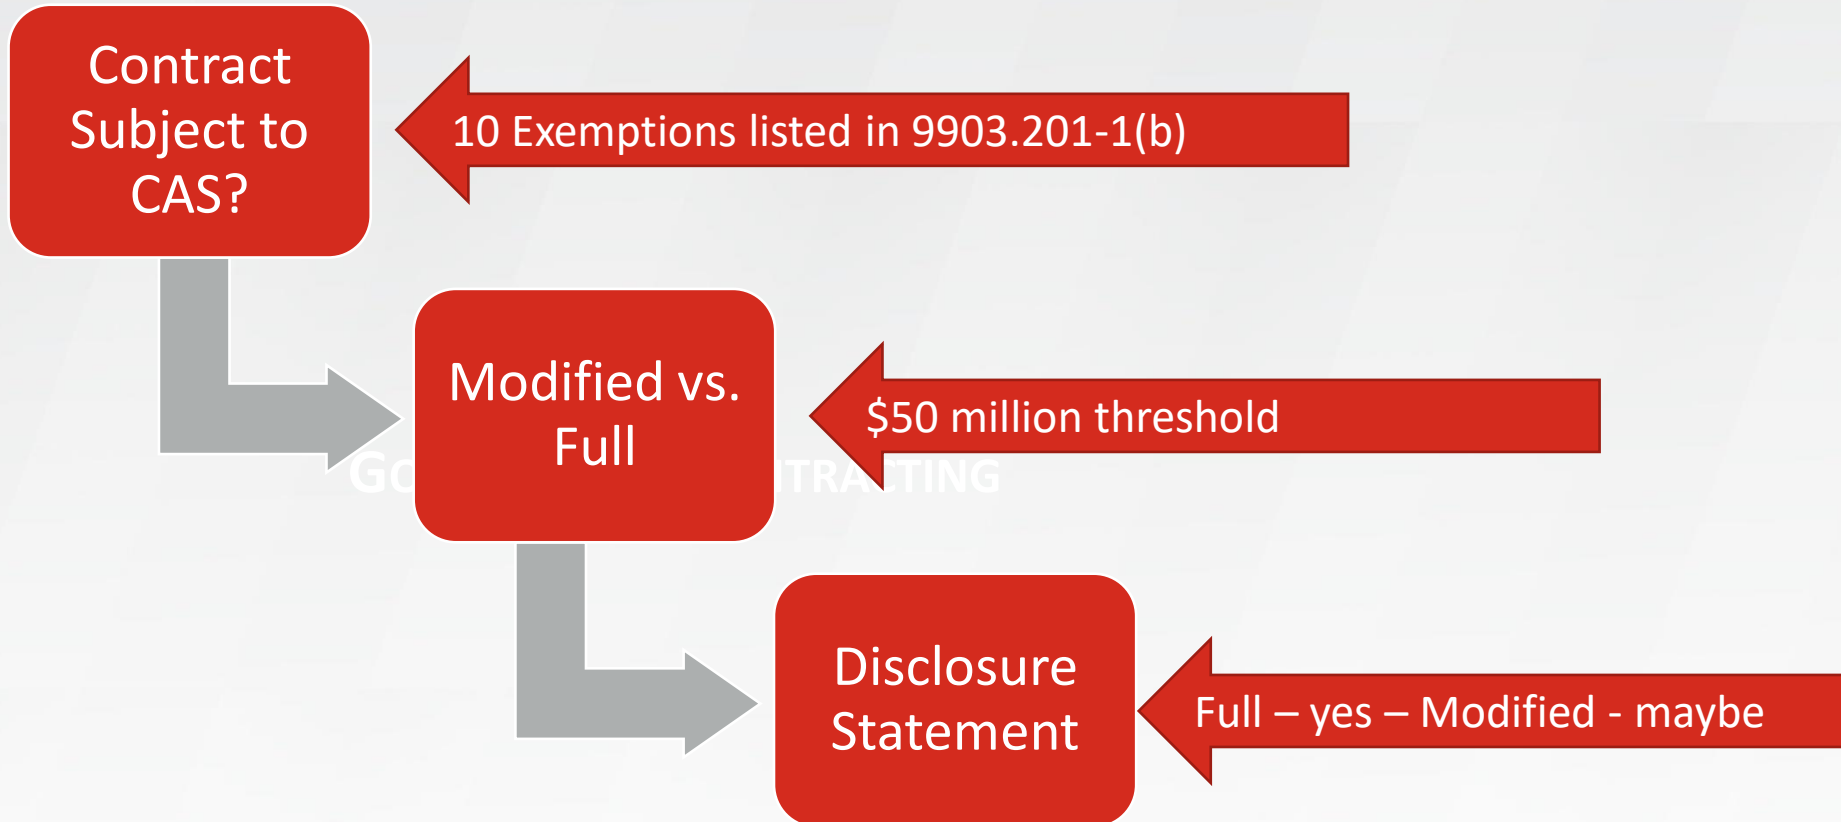 Contract
Subject to
CAS?
10 Exemptions listed in 9903.201-1(b)
Modified vs.
Full
$50 million threshold
Disclosure
Statement
Full – yes – Modified - maybe